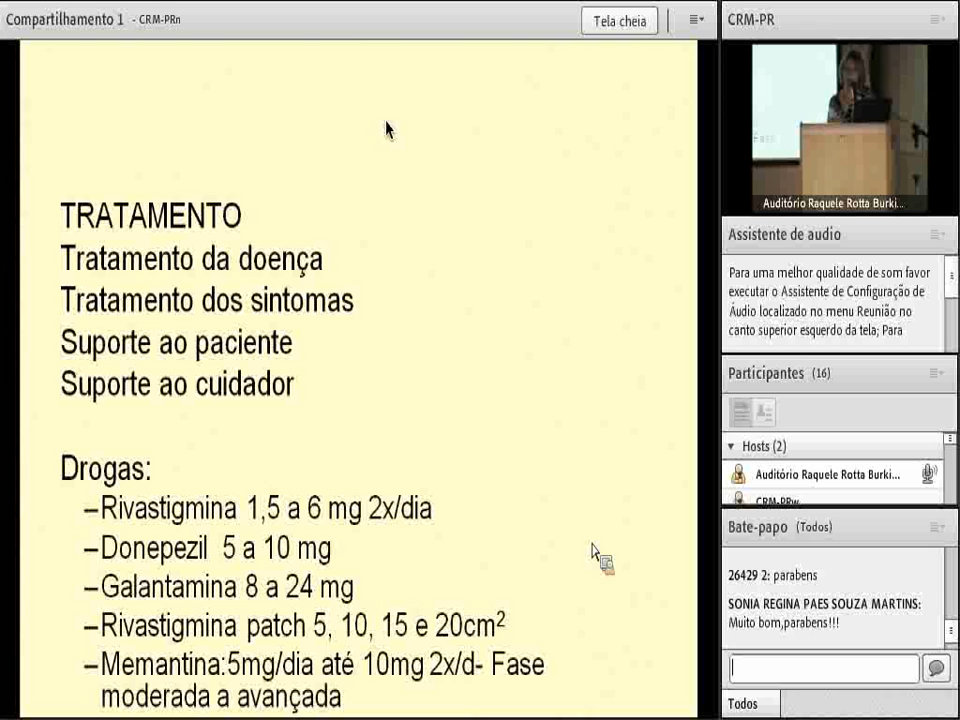 Compartilhamento 1 - CRM-PRn
Tela cheia
TRATAMENTO
Tratamento da doença
Tratamento dos sintomas
Suporte ao paciente
Suporte ao cuidador
Drogas:
–Rivastigmina 1,5 a 6 mg 2x/dia
–Donepezil 5 a 10 mg
–Galantamina 8 a 24 mg
–Rivastigmina patch 5, 10, 15 e 20cm²
–Memantina:5mg/dia até 10mg 2x/d- Fase
moderada a avançada
CRM-PR
Auditório Raquele Rotta Burki...
Assistente de audio
Para uma melhor qualidade de som favor
executar o Assistente de Configuração de
Áudio localizado no menu Reunião no
canto superior esquerdo da tela; Para
Participantes (16)
Hosts (2)
Auditório Raquele Rotta Burki...
CRM-PRw
Bate-papo (Todos)
26429 2: parabens
SONIA REGINA PAES SOUZA MARTINS:
Muito bom,parabens!!!
Todos